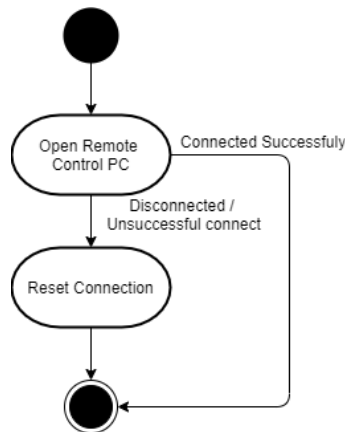 Open Remote
Control PC
Connected Successfuly
Disconnected /
Unsuccessful connect
Reset Connection